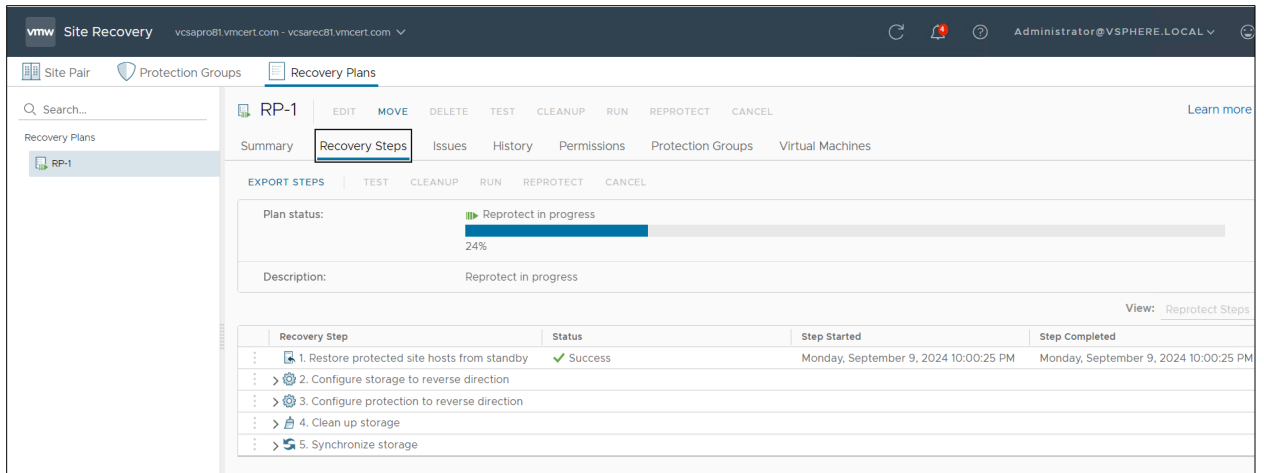 vmw Site Recovery vcsapro81.vmcert.com - vcsarec81.vmcert.com 4 Administrator@VSPHERE.LOCAL
Site Pair Protection Groups Recovery Plans
Search... RP-1 EDIT MOVE DELETE TEST CLEANUP RUN REPROTECT CANCEL Learn more
Recovery Plans Summary Recovery Steps Issues History Permissions Protection Groups Virtual Machines
RP-1
EXPORT STEPS TEST CLEANUP RUN REPROTECT CANCEL
Plan status: Reprotect in progress
24%
Description: Reprotect in progress
View: Reprotect Steps
Recovery Step Status Step Started Step Completed
1. Restore protected site hosts from standby Success Monday, September 9, 2024 10:00:25 PM Monday, September 9, 2024 10:00:25 PM
2. Configure storage to reverse direction
3. Configure protection to reverse direction
4. Clean up storage
5. Synchronize storage